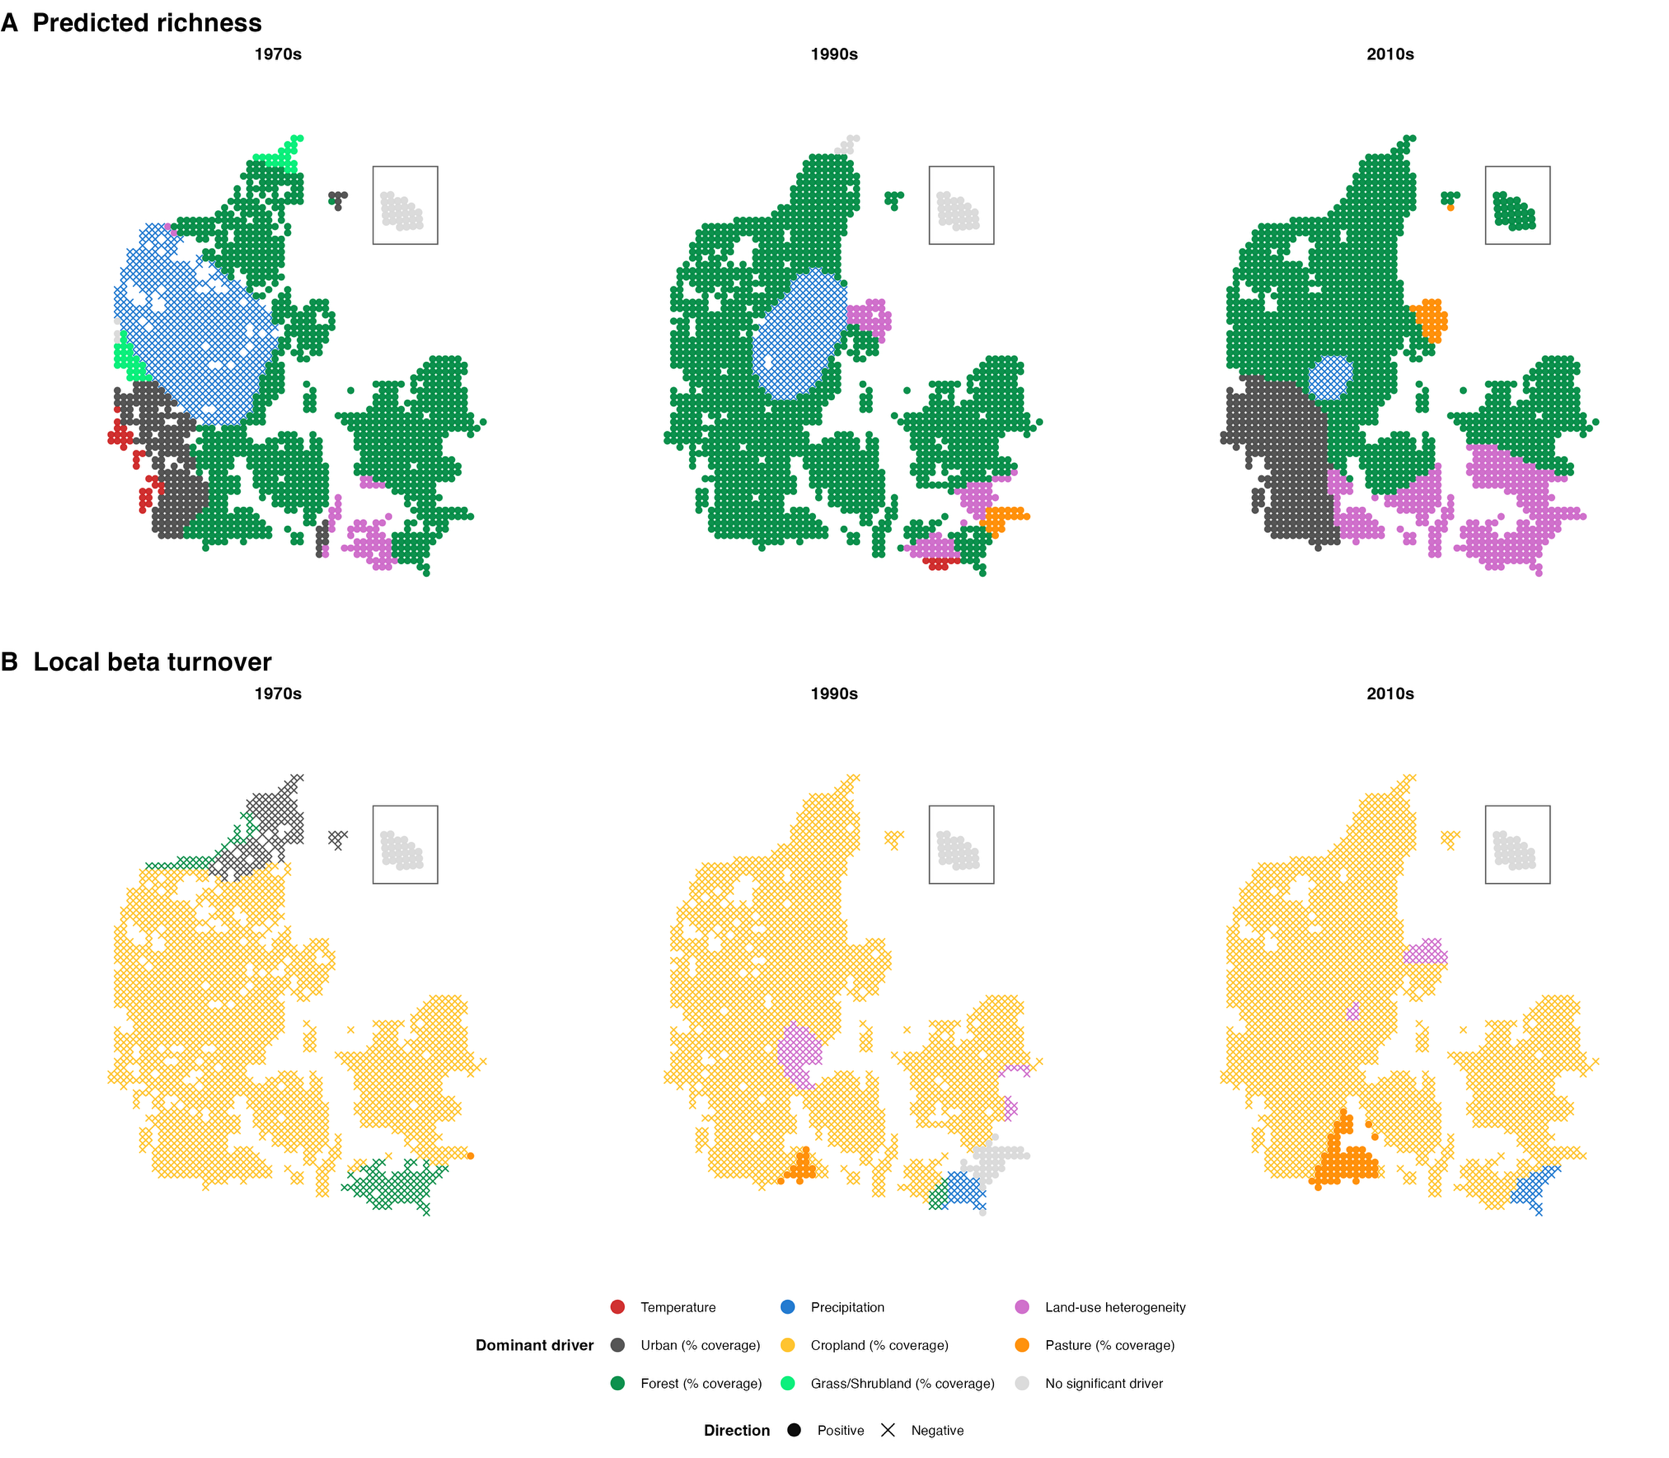 A Predicted richness
1970s 1990s 2010s
B Local beta turnover
1970s 1990s 2010s
Temperature Precipitation Land-use heterogeneity
Dominant driver Urban (% coverage) Cropland (% coverage) Pasture (% coverage)
Forest (% coverage) Grass/Shrubland (% coverage) No significant driver
Direction Positive Negative